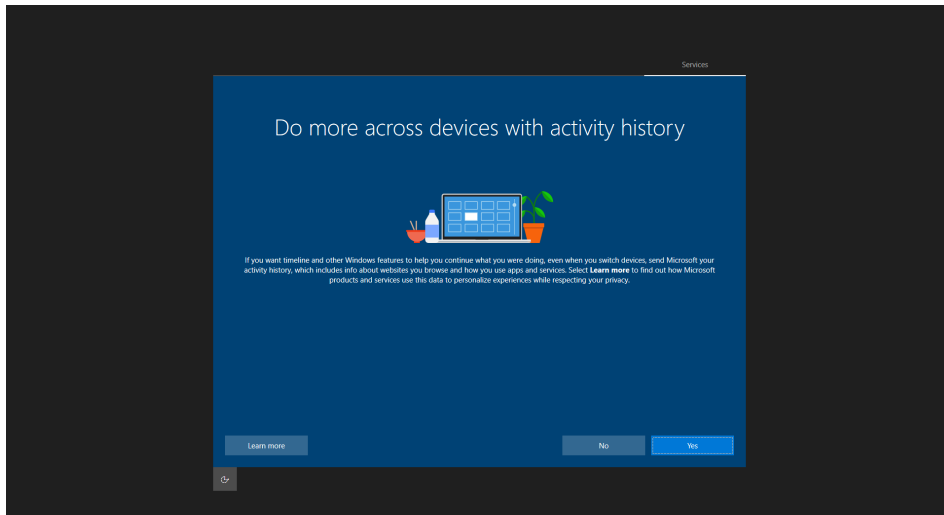 Services
Do more across devices with activity history
If you want timeline and other Windows features to help you continue what you were doing, even when you switch devices, send Microsoft your
activity history, which includes info about websites you browse and how you use apps and services. Select Learn more to find out how Microsoft
products and services use this data to personalize experiences while respecting your privacy.
Learn more
No
Yes